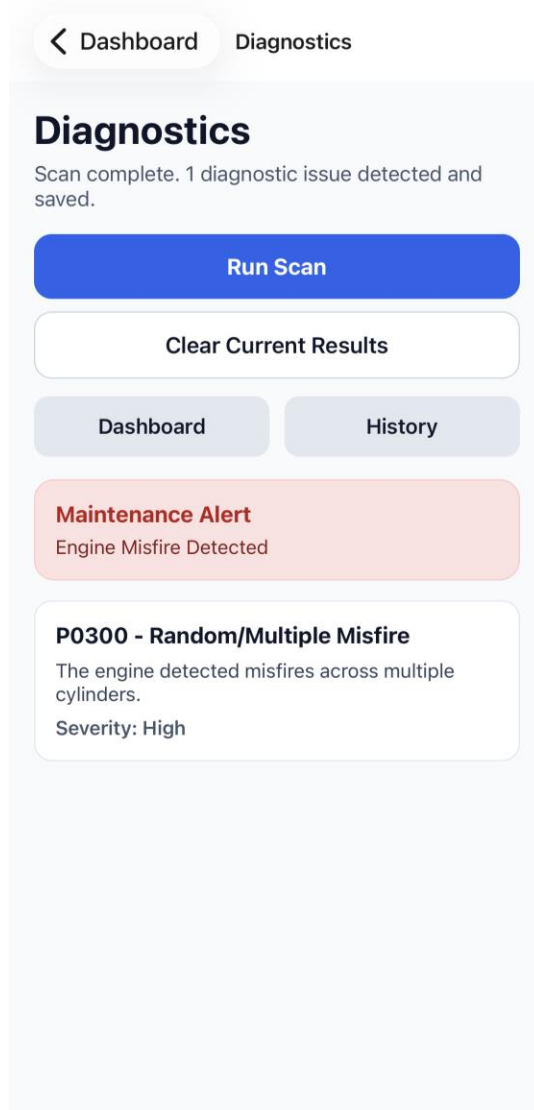 Dashboard
Diagnostics
Diagnostics
Scan complete. 1 diagnostic issue detected and
saved.
Run Scan
Clear Current Results
Dashboard
History
Maintenance Alert
Engine Misfire Detected
P0300 - Random/Multiple Misfire
The engine detected misfires across multiple
cylinders.
Severity: High